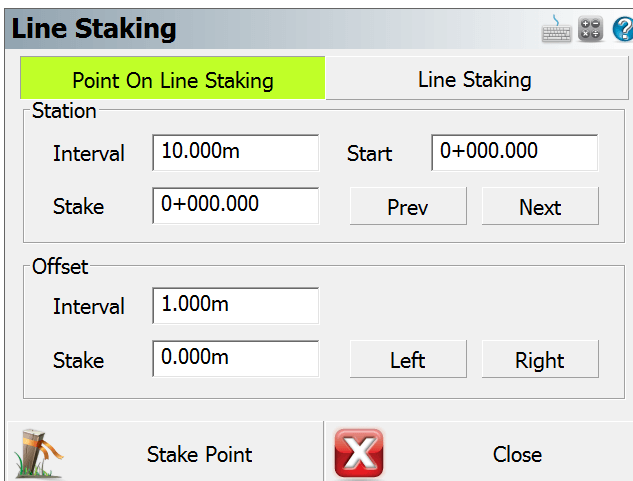 Line Staking
Point On Line Staking Line Staking
Station
Interval 10.000m Start 0+000.000
Stake 0+000.000 Prev Next
Offset
Interval 1.000m
Stake 0.000m Left Right
Stake Point Close